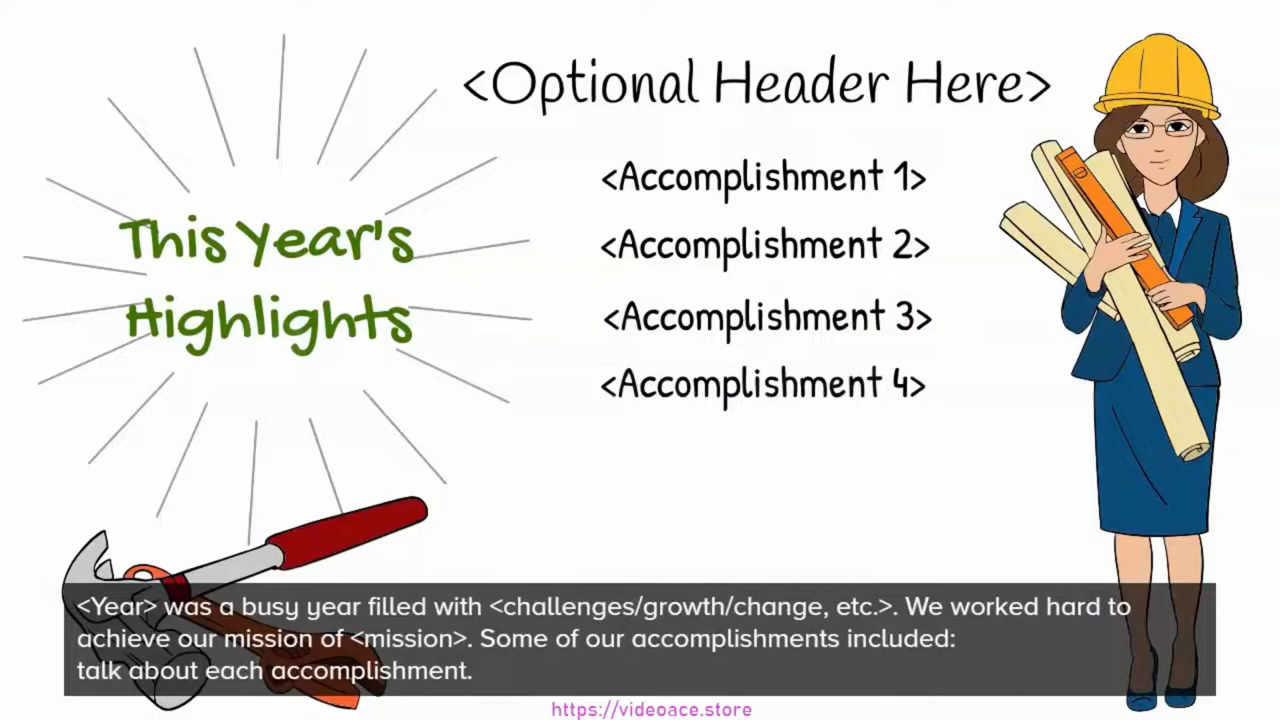 <Optional Header Here>
This Year's
Highlights
<Accomplishment 1>
<Accomplishment 2>
<Accomplishment 3>
<Accomplishment 4>
<Year> was a busy year filled with <challenges/growth/change, etc.>. We worked hard to
achieve our mission of <mission>. Some of our accomplishments included:
talk about each accomplishment.
https://videoace.store